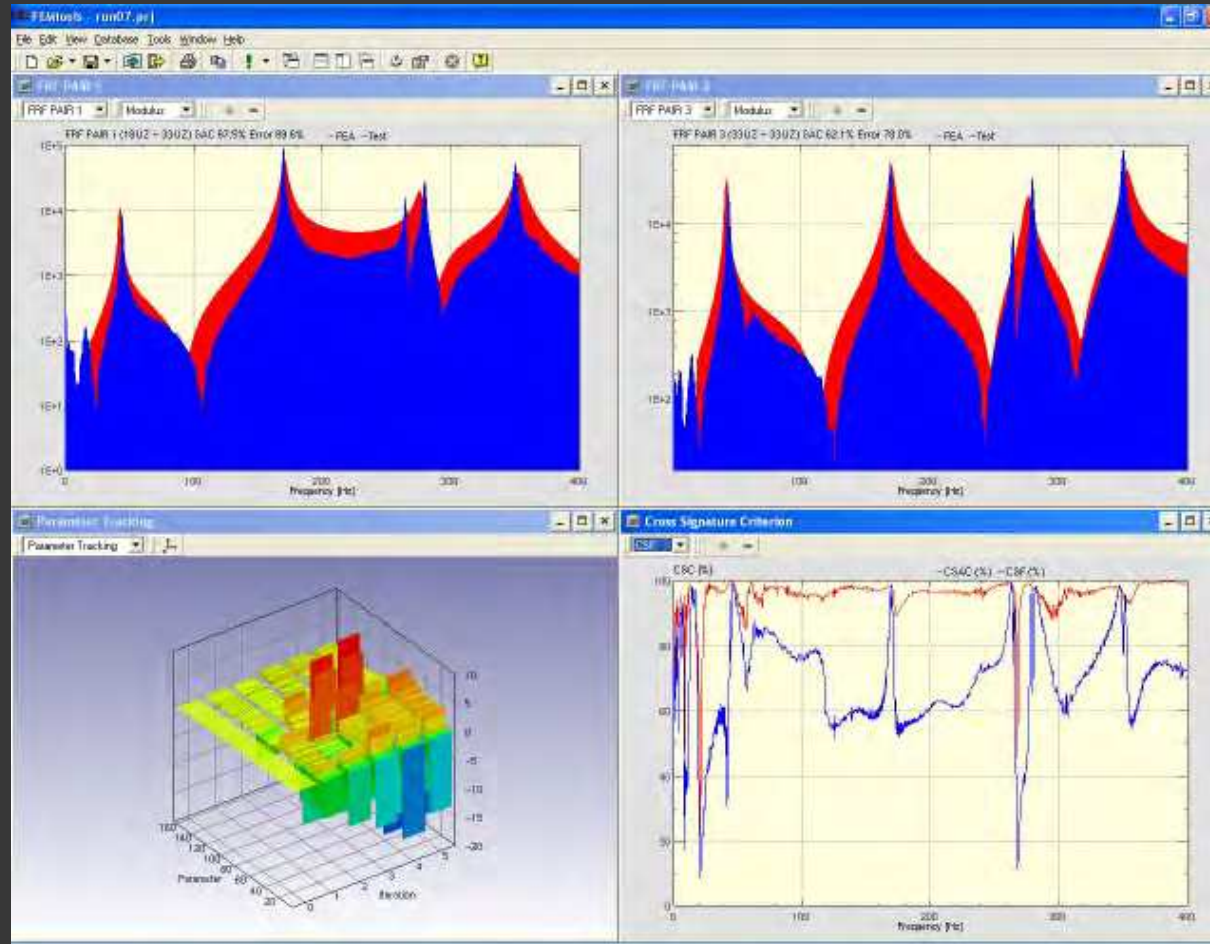 FEMtools - run07.prj
File Edit View Database Tools Window Help
FRF PAIR 1
FRF PAIR 1 Modulus
FRF PAIR 1 (18UZ - 33UZ) SAC 67.9% Error 89.6% -FEA -Test
1E+5
1E+4
1E+3
1E+2
1E+1
1E+0
0 100 200 300 400
Frequency [Hz]
FRF PAIR 3
FRF PAIR 3 Modulus
FRF PAIR 3 (33UZ - 33UZ) SAC 62.1% Error 78.0% -FEA -Test
1E+4
1E+3
1E+2
100 200 300 400
Frequency [Hz]
Parameter Tracking
Parameter Tracking
10
5
0
-5
-10
-15
-20
160
140
120
100
80
60
40
20
Parameter
0 1 2 3 4 5
Iteration
Cross Signature Criterion
CSC (%) -CSAC (%) -CSF (%)
100
80
60
40
0
0 100 200 300 400
Frequency [Hz]